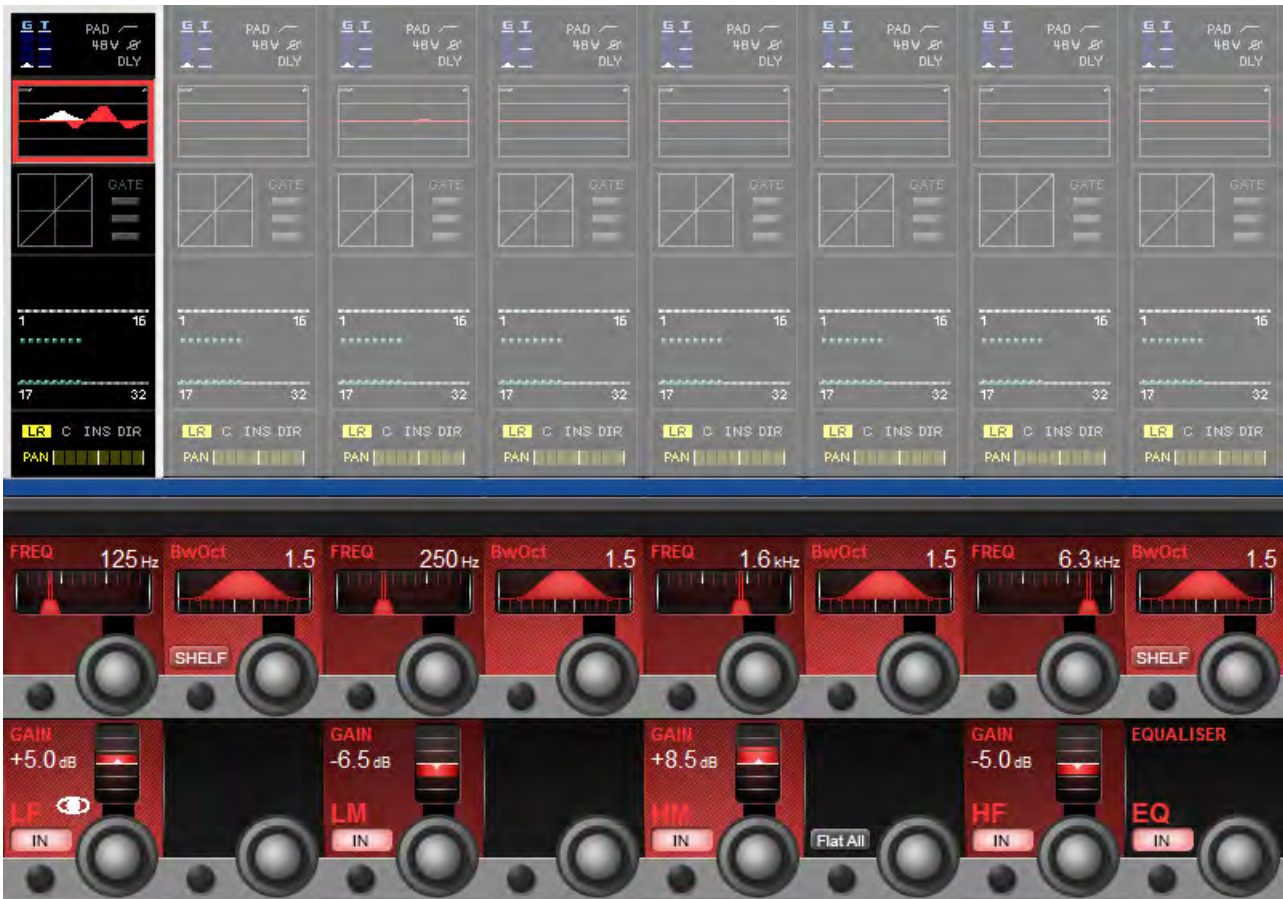 G T PAD G T PAD G T PAD G T PAD G T PAD G T PAD G T PAD G T PAD
48V 48V 48V 48V 48V 48V 48V 48V
DLY DLY DLY DLY DLY DLY DLY DLY
GATE GATE GATE GATE GATE GATE GATE GATE
1 16 1 16 1 16 1 16 1 16 1 16 1 16 1 16
17 32 17 32 17 32 17 32 17 32 17 32 17 32 17 32
LR C INS DIR LR C INS DIR LR C INS DIR LR C INS DIR LR C INS DIR LR C INS DIR LR C INS DIR LR C INS DIR
PAN PAN PAN PAN PAN PAN PAN PAN
FREQ 125 Hz BwOct 1.5 FREQ 250 Hz BwOct 1.5 FREQ 1.6 kHz BwOct 1.5 FREQ 6.3 kHz BwOct 1.5
SHELF SHELF
GAIN GAIN GAIN GAIN EQUALISER
+5.0 dB -6.5 dB +8.5 dB -5.0 dB
LF LM HM HF EQ
IN IN IN Flat All IN IN